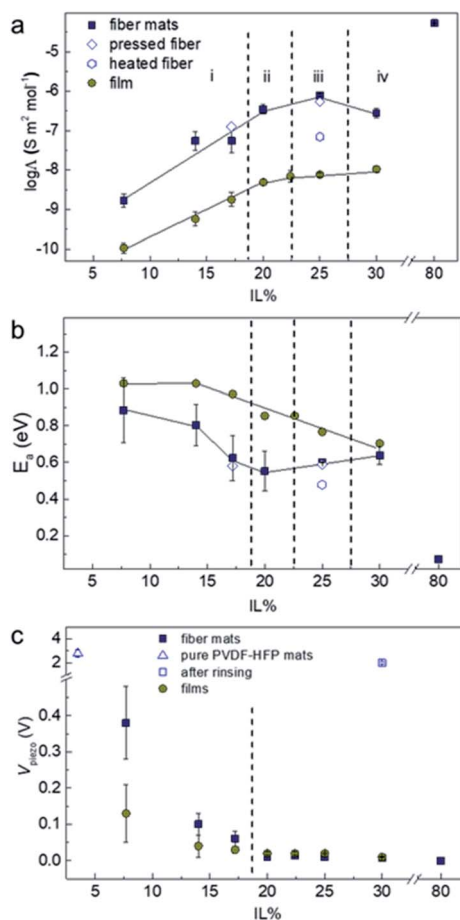 a
fiber mats
pressed fiber
heated fiber
film
i
ii
iii
iv
logΛ (S m² mol⁻¹)
-4
-5
-6
-7
-8
-9
-10
5 10 15 20 25 30 80
IL%
b
Eₐ (eV)
1.2
1.0
0.8
0.6
0.4
0.2
5 10 15 20 25 30 80
IL%
c
fiber mats
pure PVDF-HFP mats
after rinsing
films
V_piezo (V)
4
2
0.4
0.3
0.2
0.1
0.0
5 10 15 20 25 30 80
IL%